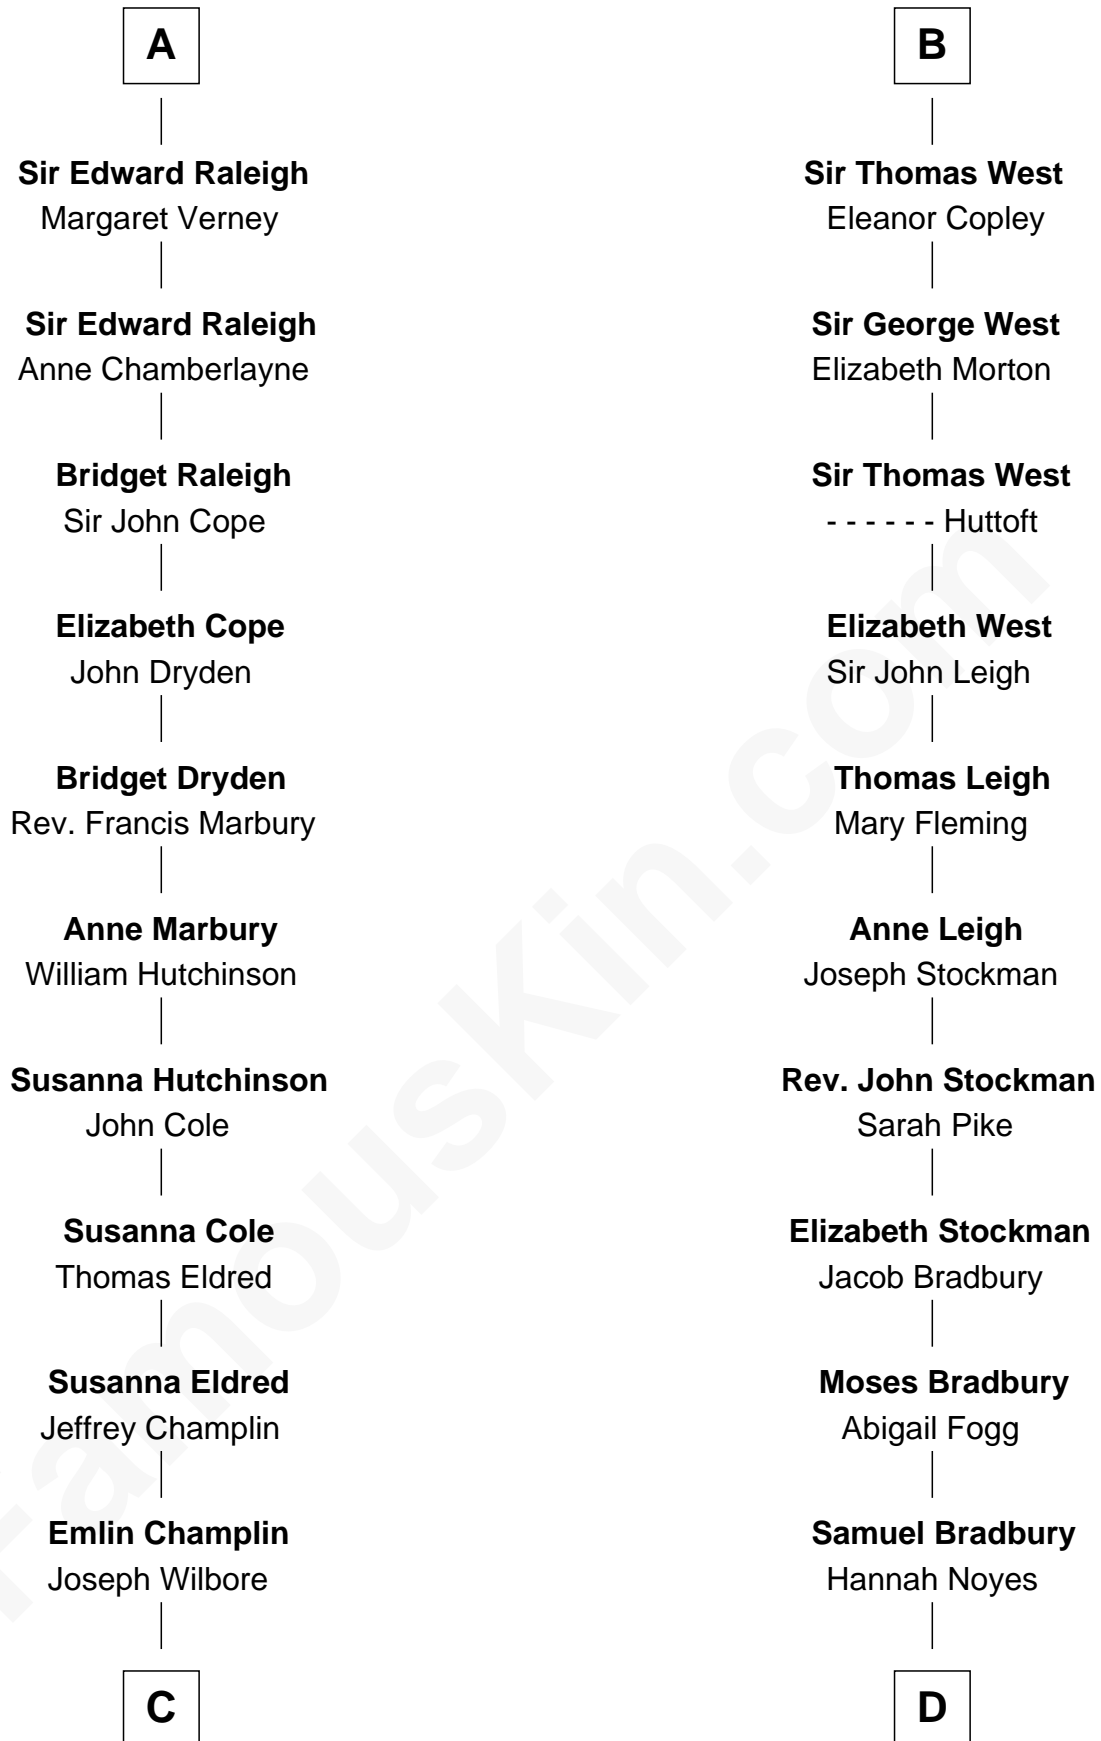 A
Sir Edward Raleigh
Margaret Verney
Sir Edward Raleigh
Anne Chamberlayne
Bridget Raleigh
Sir John Cope
Elizabeth Cope
John Dryden
Bridget Dryden
Rev. Francis Marbury
Anne Marbury
William Hutchinson
Susanna Hutchinson
John Cole
Susanna Cole
Thomas Eldred
Susanna Eldred
Jeffrey Champlin
Emlin Champlin
Joseph Wilbore
C
B
Sir Thomas West
Eleanor Copley
Sir George West
Elizabeth Morton
Sir Thomas West
- - - - - - Huttoft
Elizabeth West
Sir John Leigh
Thomas Leigh
Mary Fleming
Anne Leigh
Joseph Stockman
Rev. John Stockman
Sarah Pike
Elizabeth Stockman
Jacob Bradbury
Moses Bradbury
Abigail Fogg
Samuel Bradbury
Hannah Noyes
D
FamousKin.com